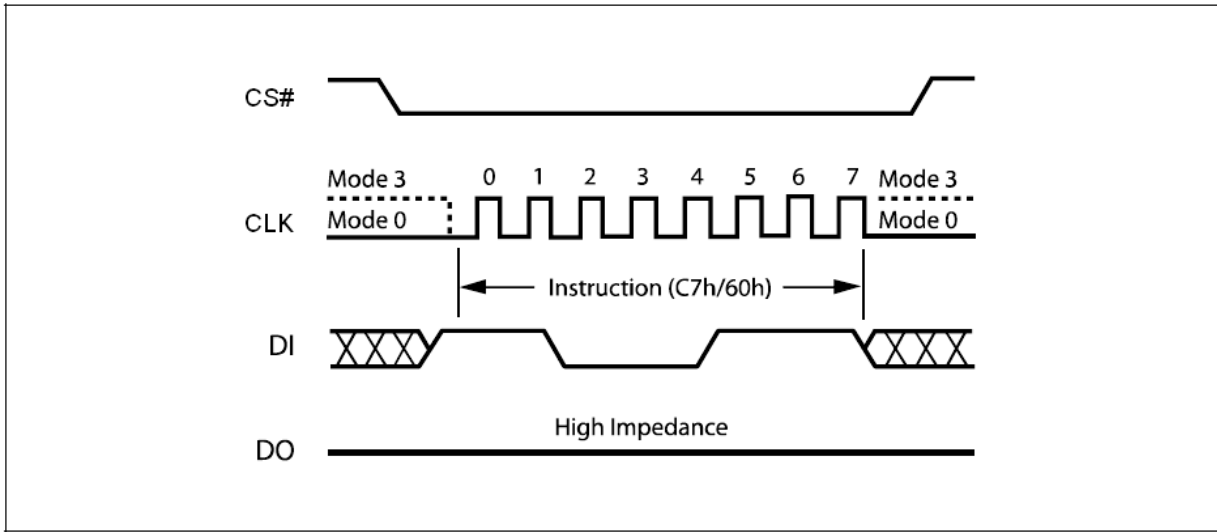 CS#
Mode 3 0 1 2 3 4 5 6 7 Mode 3
CLK Mode 0 Mode 0
Instruction (C7h/60h)
DI
High Impedance
DO